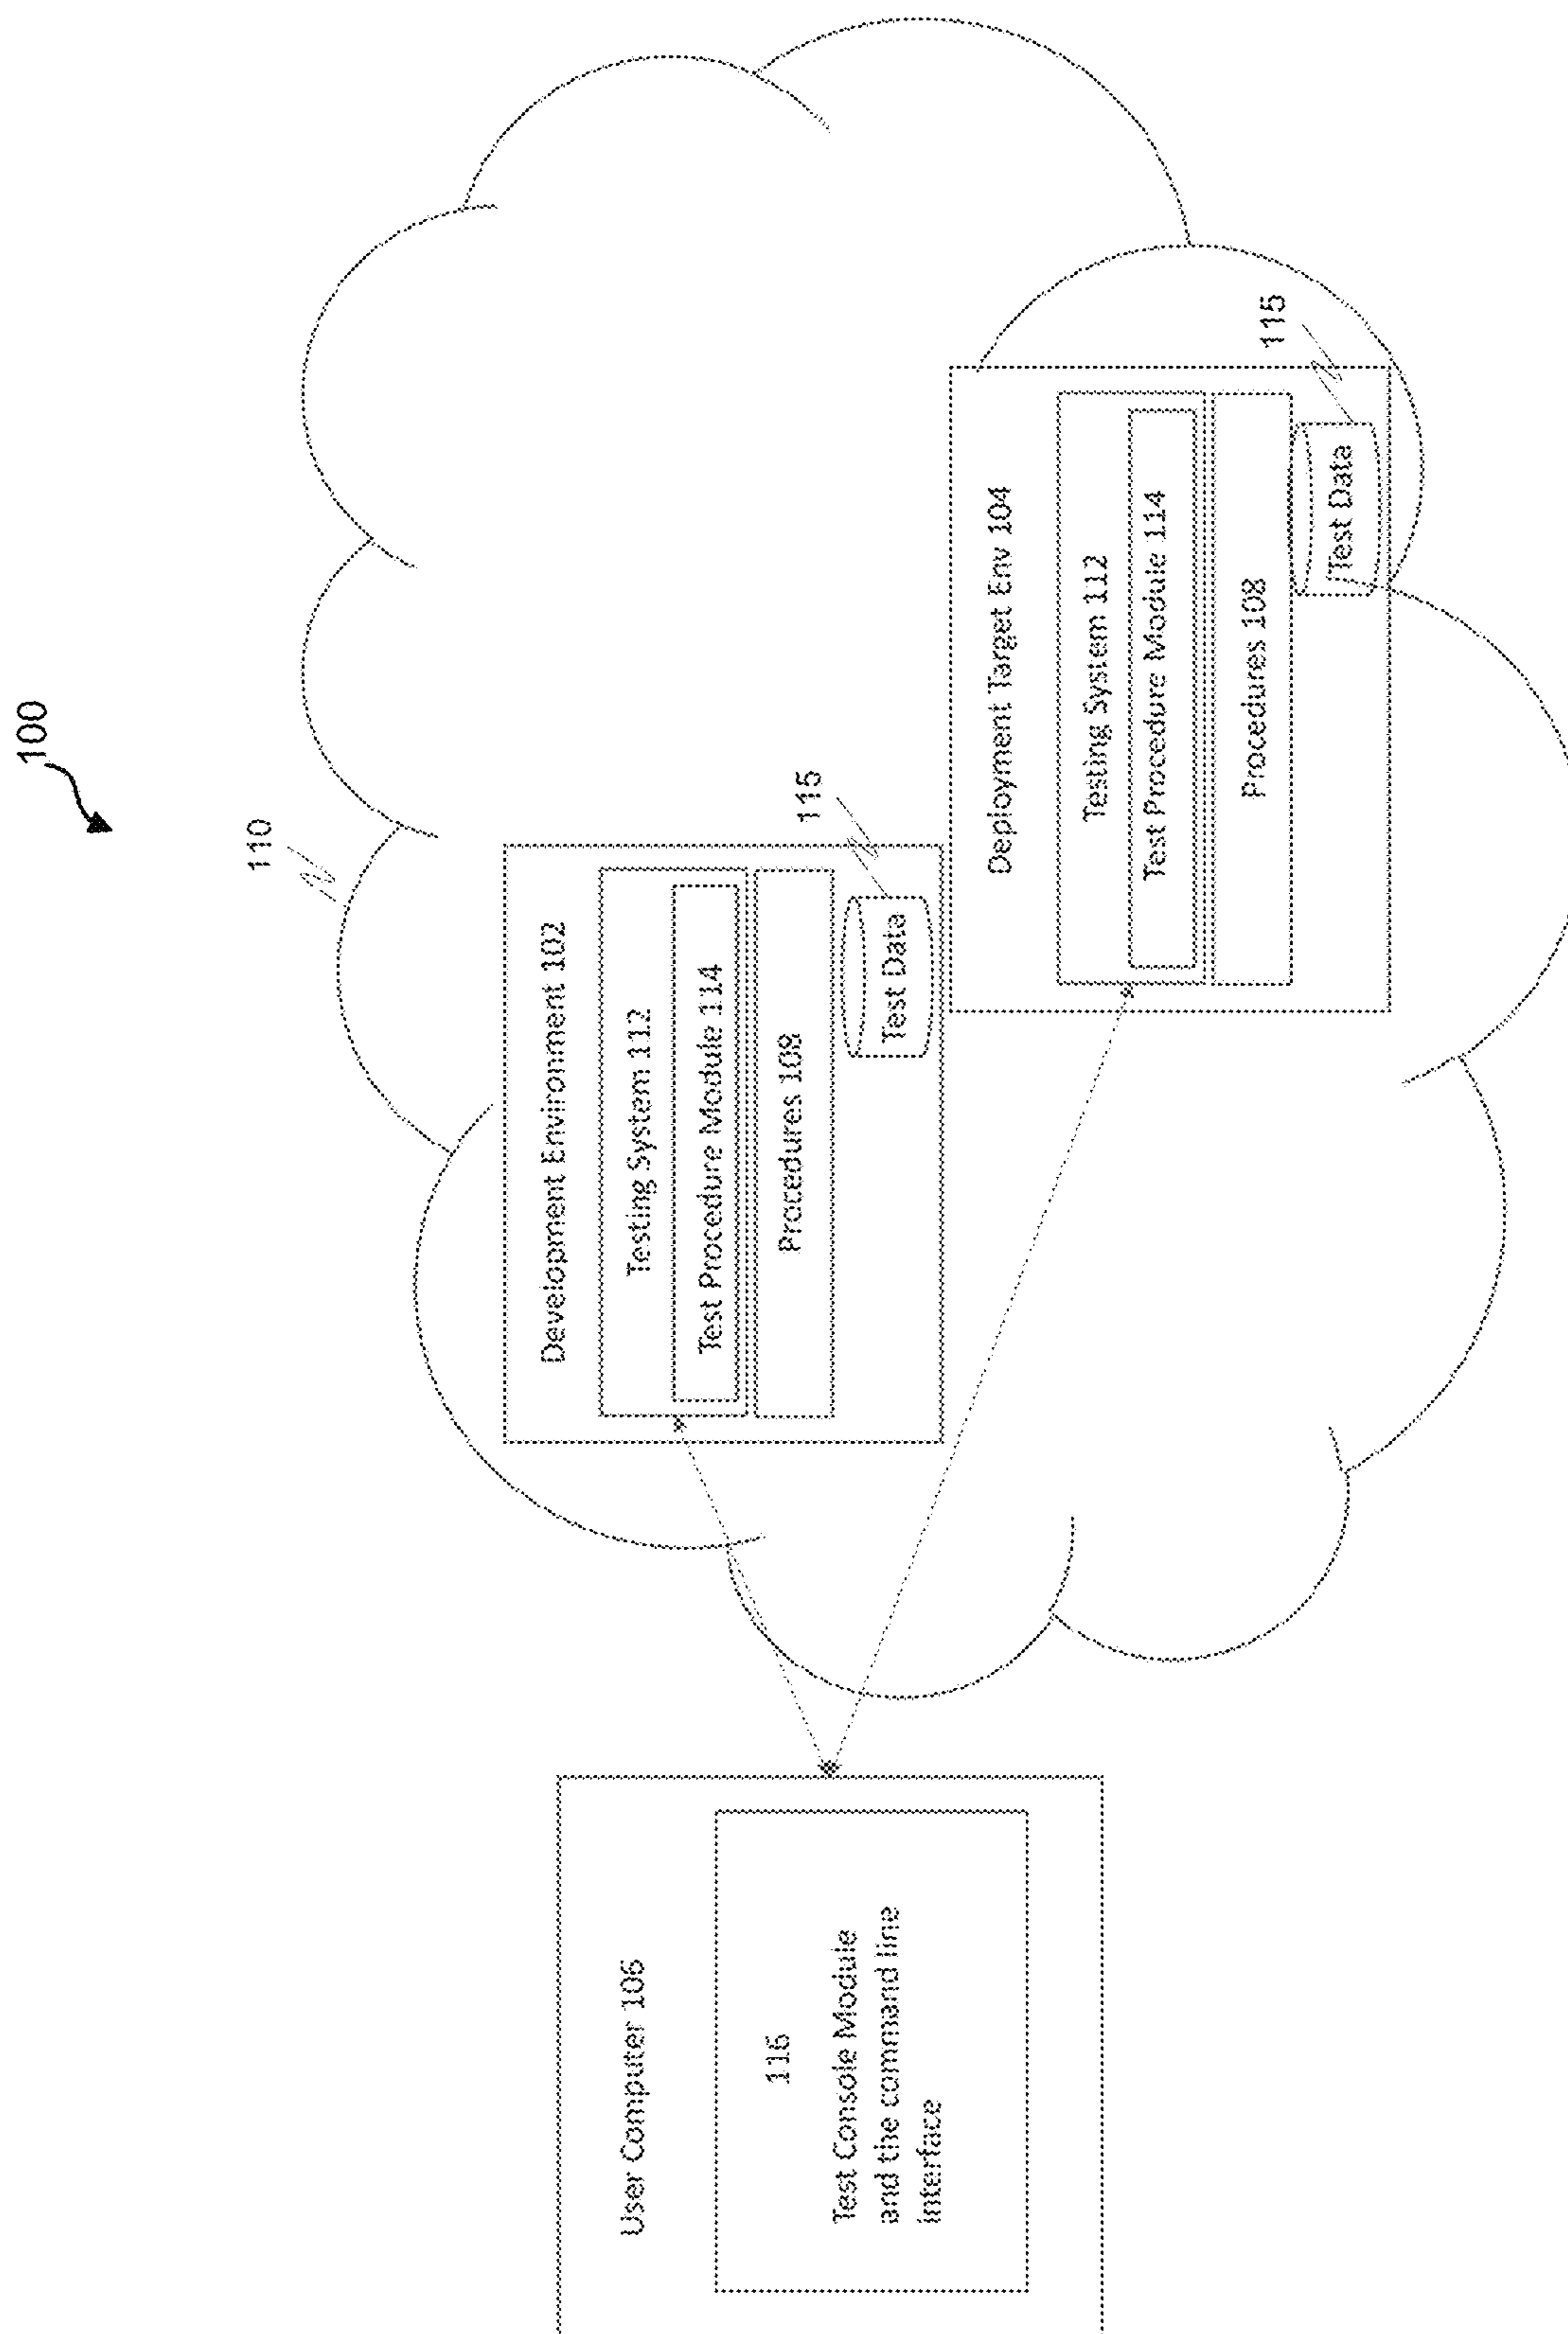 100
110
Development Environment 102
Testing System 112
Test Procedure Module 114
Procedures 108
Test Data
115
Deployment Target Env 104
Testing System 112
Test Procedure Module 114
Procedures 108
Test Data
115
User Computer 106
116
Test Console Module
and the command line
interface